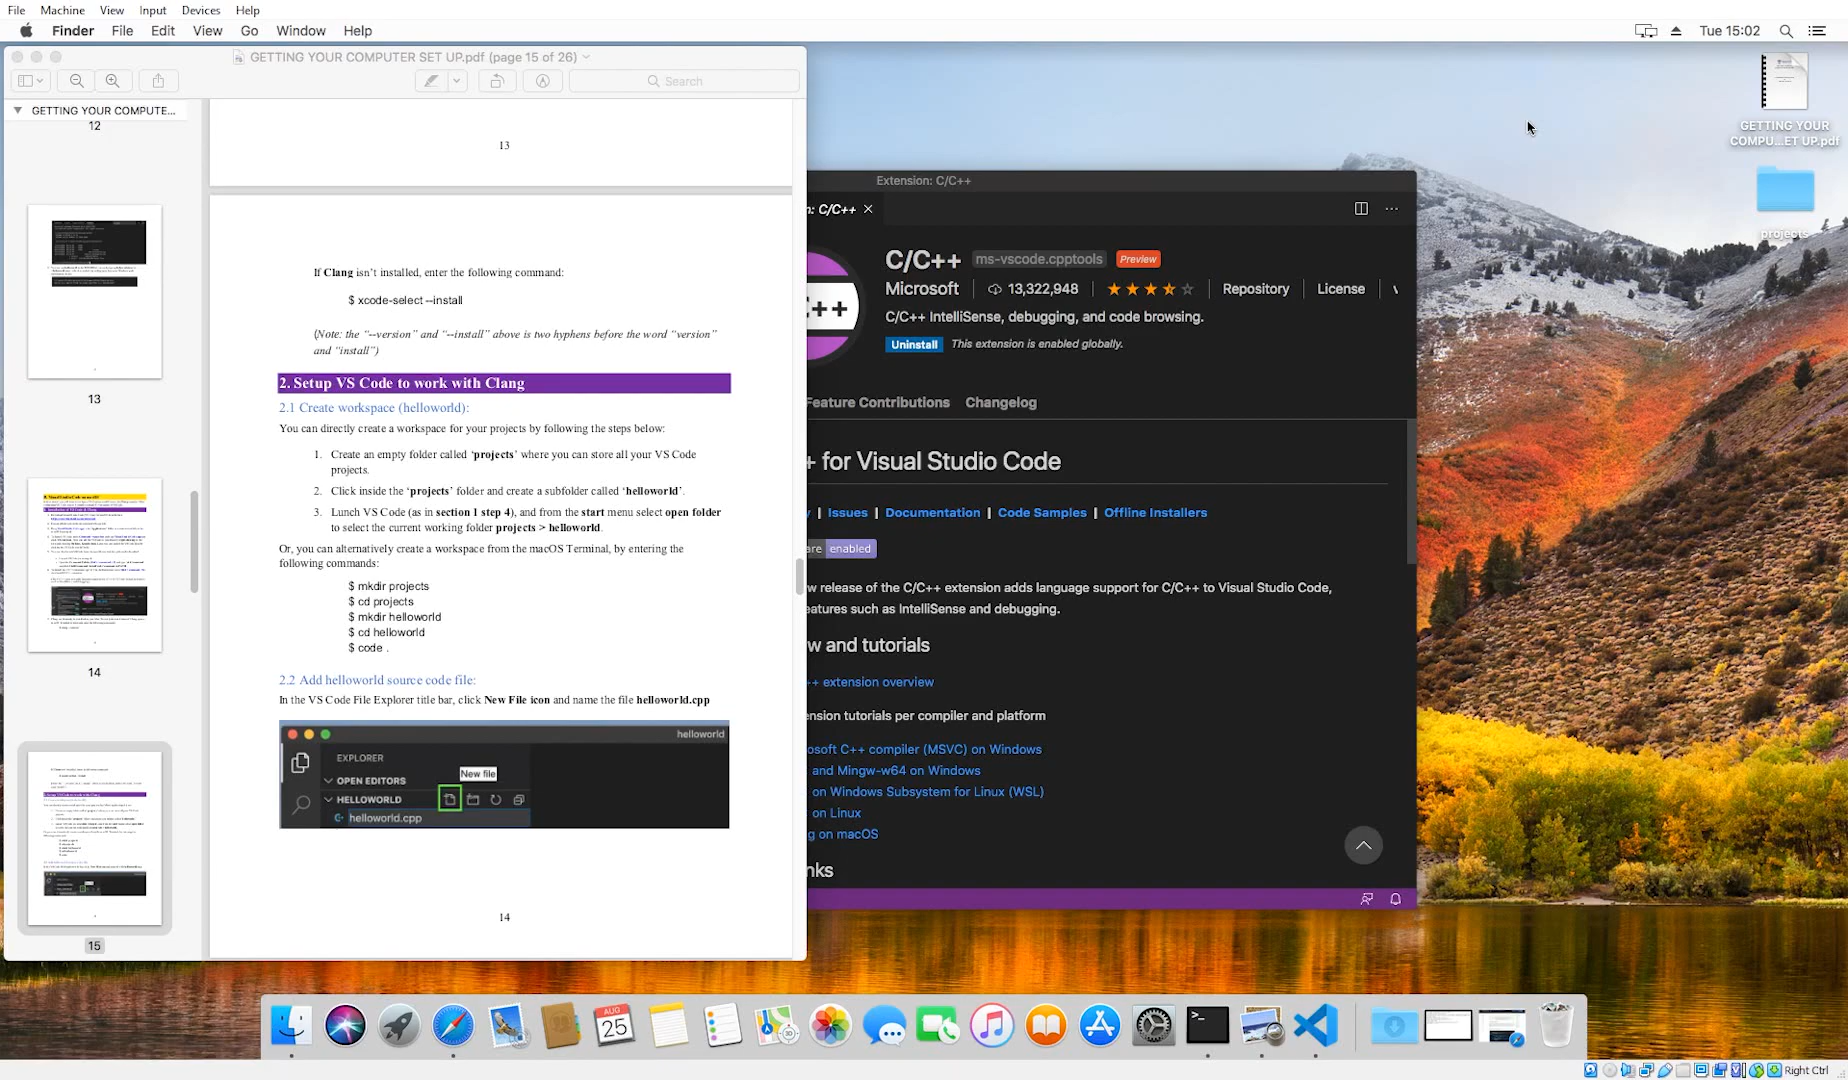 File Machine View Input Devices Help
Finder File Edit View Go Window Help
Tue 15:02
GETTING YOUR COMPUTER SET UP.pdf (page 15 of 26)
Search
GETTING YOUR COMPUTE...
12
13
14
15
13
If Clang isn't installed, enter the following command:
$ xcode-select --install
(Note: the "--version" and "--install" above is two hyphens before the word "version"
and "install")
2. Setup VS Code to work with Clang
2.1 Create workspace (helloworld):
You can directly create a workspace for your projects by following the steps below:
1. Create an empty folder called 'projects' where you can store all your VS Code
projects.
2. Click inside the 'projects' folder and create a subfolder called 'helloworld'.
3. Lunch VS Code (as in section 1 step 4), and from the start menu select open folder
to select the current working folder projects > helloworld.
Or, you can alternatively create a workspace from the macOS Terminal, by entering the
following commands:
$ mkdir projects
$ cd projects
$ mkdir helloworld
$ cd helloworld
$ code .
2.2 Add helloworld source code file:
In the VS Code File Explorer title bar, click New File icon and name the file helloworld.cpp
helloworld
EXPLORER
New file
OPEN EDITORS
HELLOWORLD
helloworld.cpp
14
Extension: C/C++
n: C/C++
C/C++ ms-vscode.cpptools Preview
Microsoft 13,322,948 Repository License
C/C++ IntelliSense, debugging, and code browsing.
Uninstall This extension is enabled globally.
Feature Contributions Changelog
+ for Visual Studio Code
y | Issues | Documentation | Code Samples | Offline Installers
are enabled
w release of the C/C++ extension adds language support for C/C++ to Visual Studio Code,
eatures such as IntelliSense and debugging.
w and tutorials
++ extension overview
ension tutorials per compiler and platform
osoft C++ compiler (MSVC) on Windows
and Mingw-w64 on Windows
on Windows Subsystem for Linux (WSL)
on Linux
g on macOS
nks
GETTING YOUR
COMPU...ET UP.pdf
projects
AUG
25
Right Ctrl